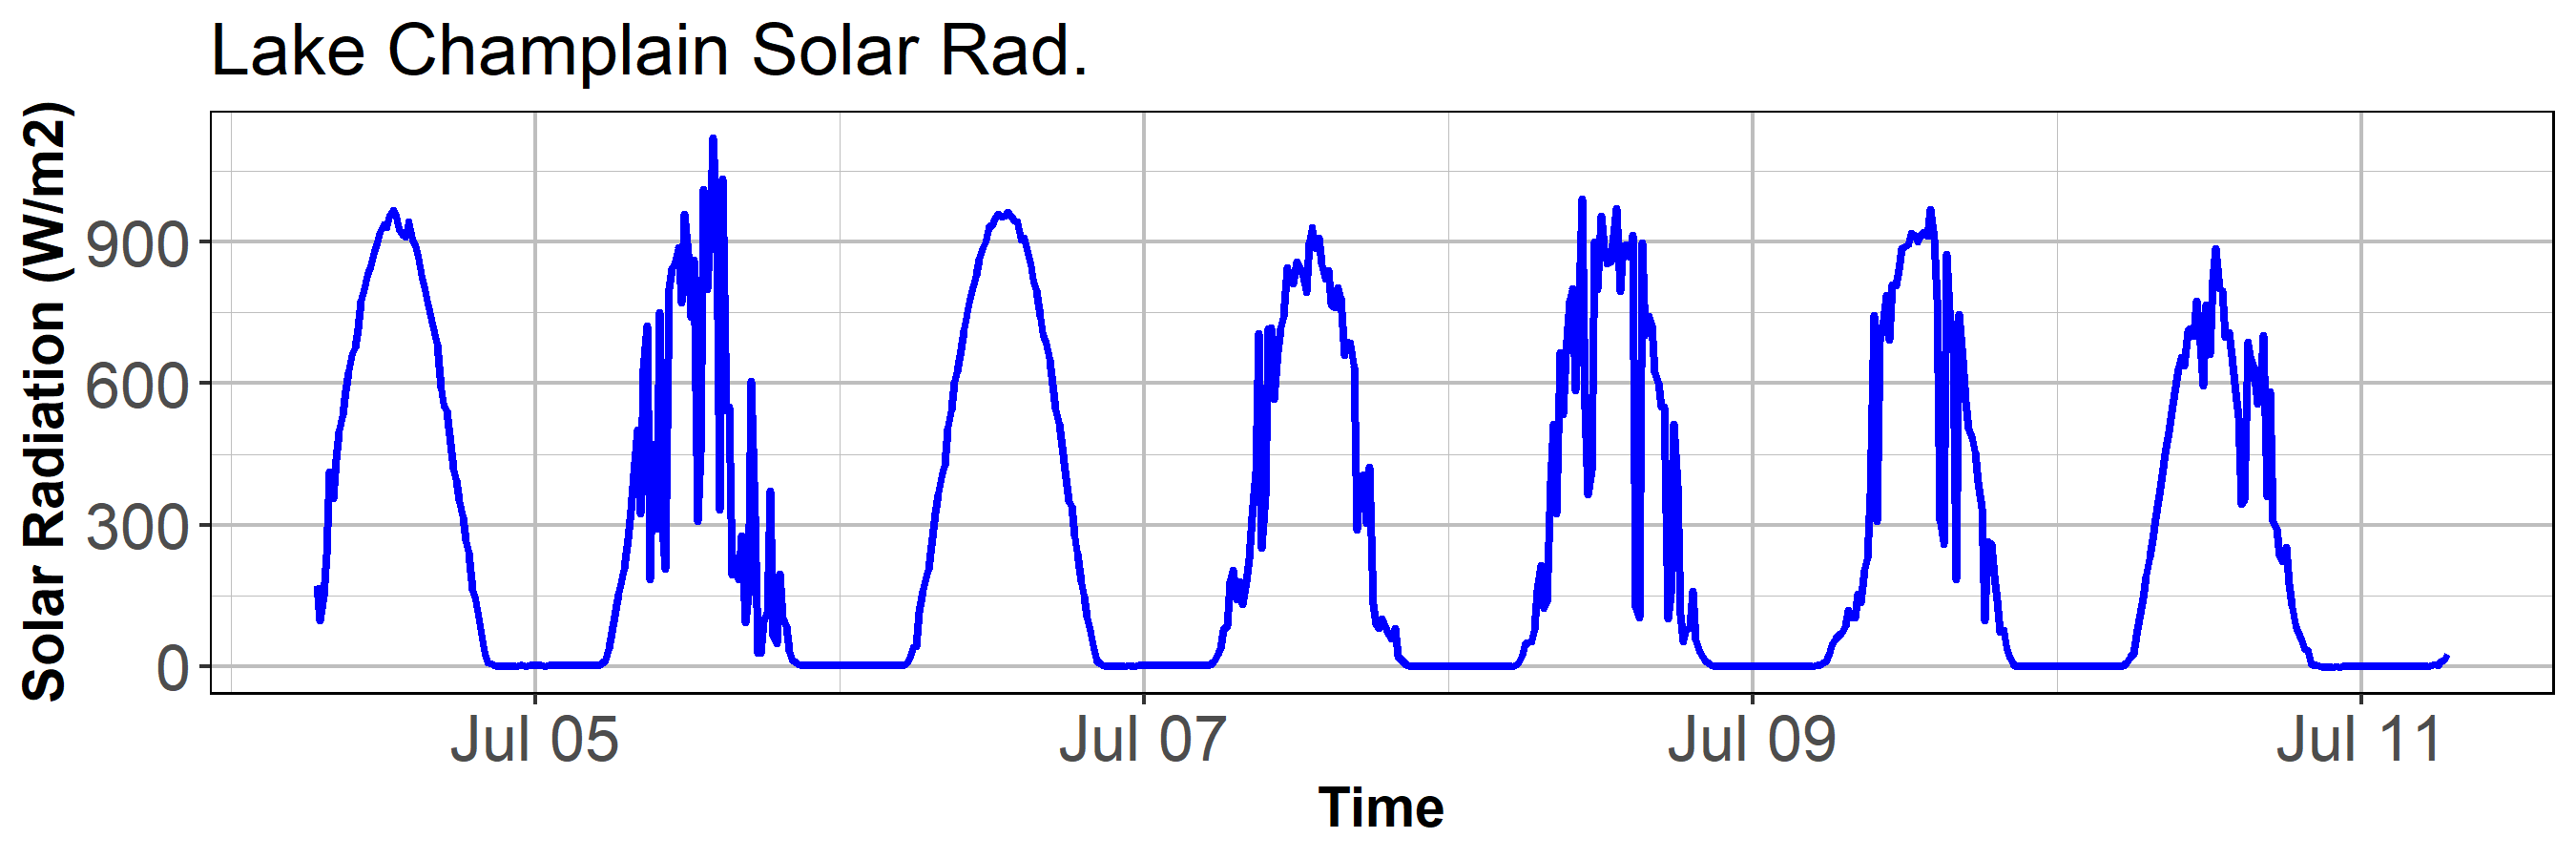 Lake Champlain Solar Rad.
Solar Radiation (W/m2)
900
600
300
0
Jul 05 Jul 07 Jul 09 Jul 11
Time